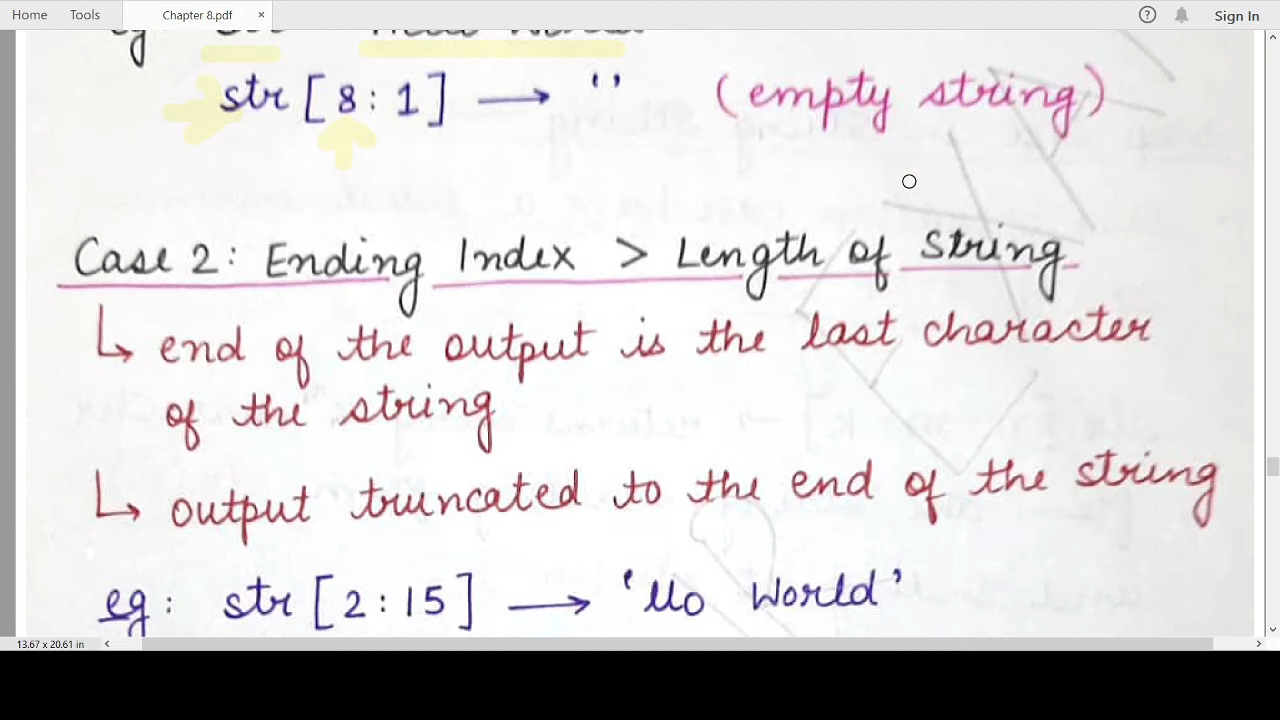 Home Tools Chapter 8.pdf × Sign In
str [ 8 : 1 ] → ' ' (empty string)
Case 2 : Ending Index > Length of String
↳ end of the output is the last character
of the string
↳ output truncated to the end of the string
eg : str [ 2 : 15 ] → 'llo World'
13.67 x 20.61 in